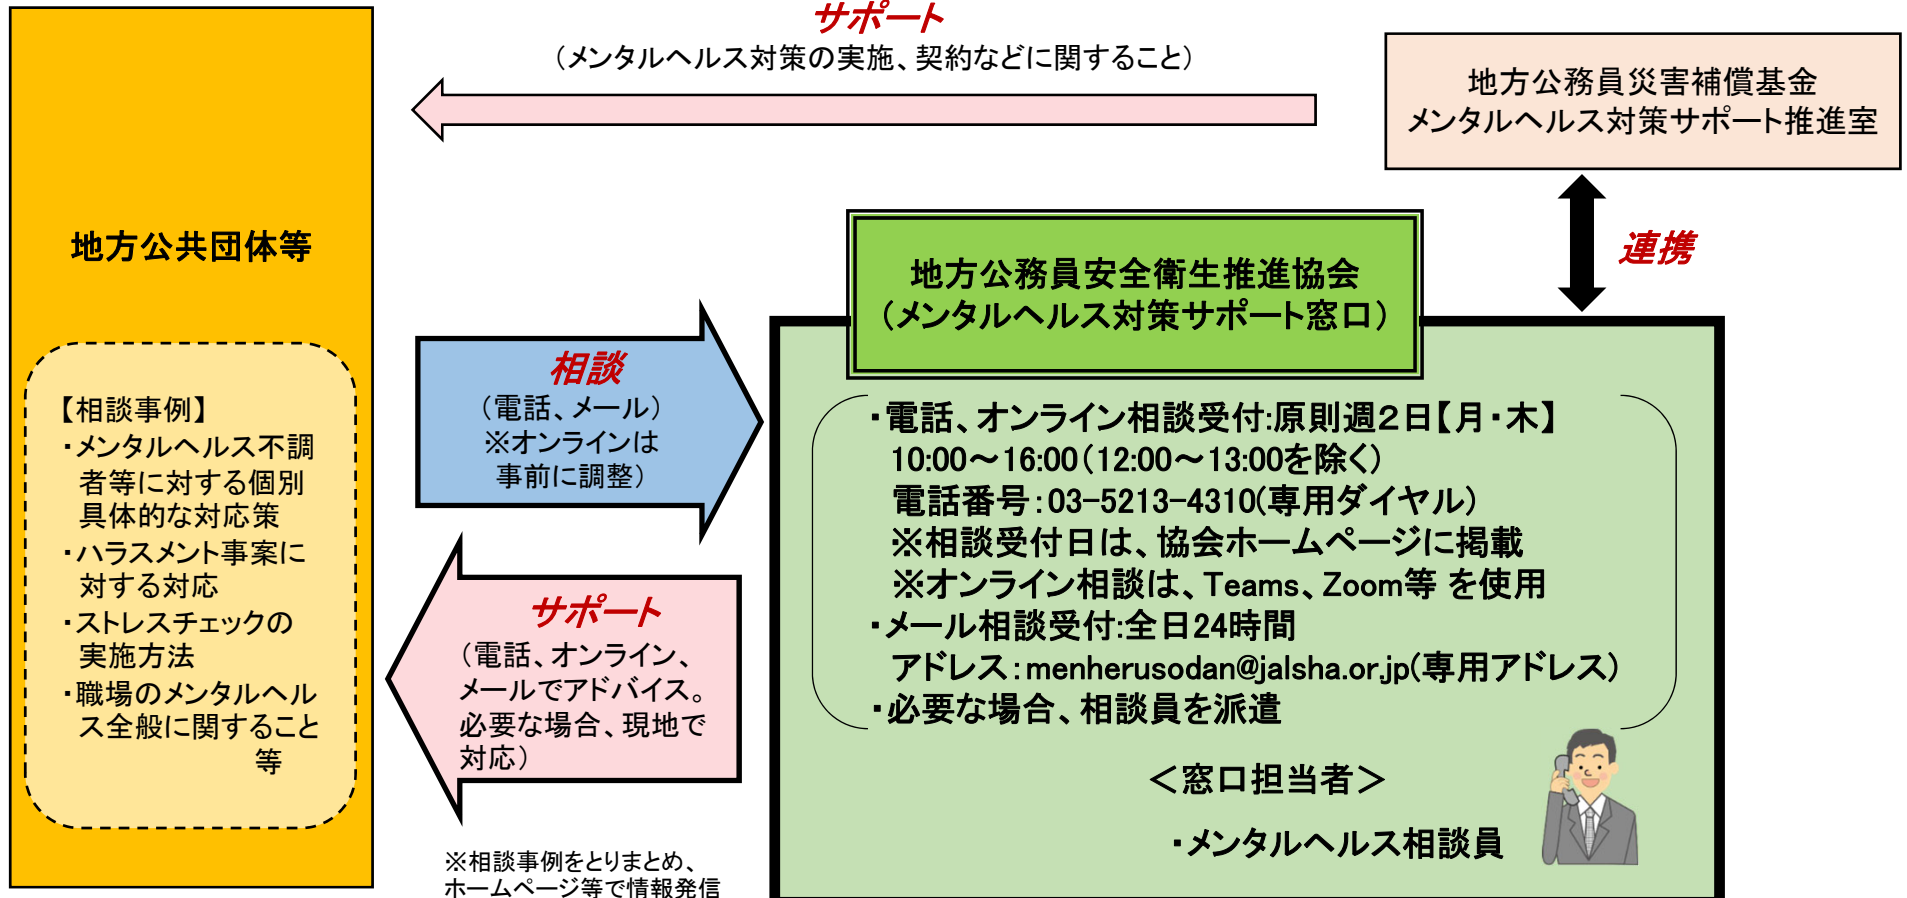 サポート
（メンタルヘルス対策の実施、契約などに関すること）
地方公務員災害補償基金
メンタルヘルス対策サポート推進室
連携
地方公共団体等
【相談事例】
・メンタルヘルス不調
者等に対する個別
具体的な対応策
・ハラスメント事案に
対する対応
・ストレスチェックの
実施方法
・職場のメンタルヘル
ス全般に関すること
等
相談
（電話、メール）
※オンラインは
事前に調整）
サポート
（電話、オンライン、
メールでアドバイス。
必要な場合、現地で
対応）
※相談事例をとりまとめ、
ホームページ等で情報発信
地方公務員安全衛生推進協会
（メンタルヘルス対策サポート窓口）
・電話、オンライン相談受付:原則週２日【月・木】
10:00～16:00（12:00～13:00を除く）
電話番号：03-5213-4310(専用ダイヤル)
※相談受付日は、協会ホームページに掲載
※オンライン相談は、Teams、Zoom等 を使用
・メール相談受付:全日24時間
アドレス：menherusodan@jalsha.or.jp(専用アドレス)
・必要な場合、相談員を派遣
＜窓口担当者＞
・メンタルヘルス相談員